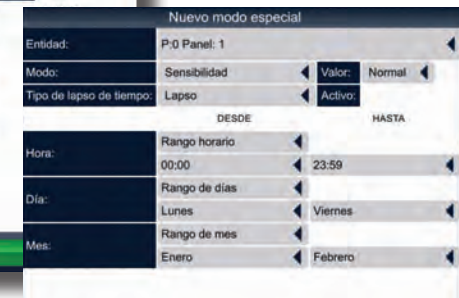 Nuevo modo especial
Entidad: P:0 Panel: 1
Modo: Sensibilidad Valor: Normal
Tipo de lapso de tiempo: Lapso Activo:
DESDE HASTA
Hora: Rango horario
00:00 23:59
Día: Rango de días
Lunes Viernes
Mes: Rango de mes
Enero Febrero